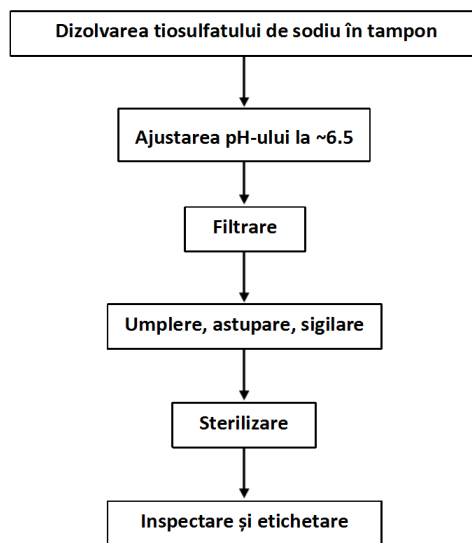 Dizolvarea tiosulfatului de sodiu în tampon
Ajustarea pH-ului la ~6.5
Filtrare
Umplere, astupare, sigilare
Sterilizare
Inspectare și etichetare